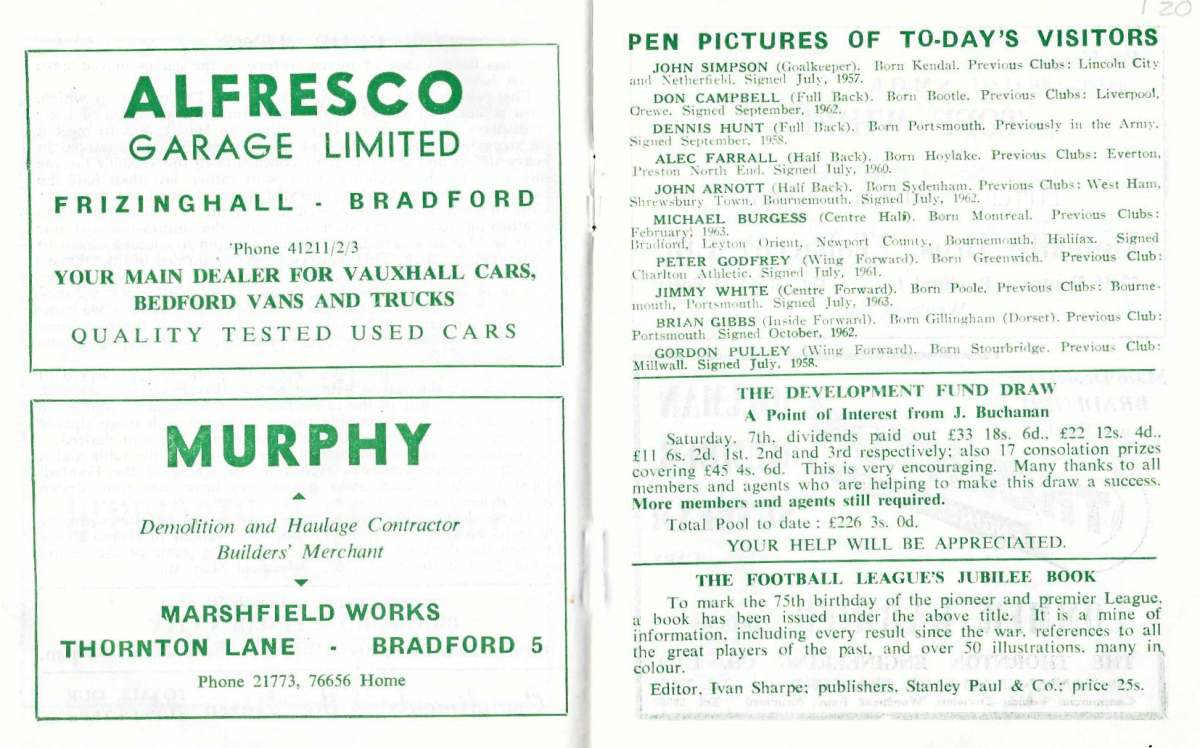 ALFRESCO
GARAGE LIMITED
FRIZINGHALL - BRADFORD
'Phone 41211/2/3
YOUR MAIN DEALER FOR VAUXHALL CARS,
BEDFORD VANS AND TRUCKS
QUALITY TESTED USED CARS
MURPHY
Demolition and Haulage Contractor
Builders' Merchant
MARSHFIELD WORKS
THORNTON LANE - BRADFORD 5
Phone 21773, 76656 Home
120
PEN PICTURES OF TO-DAY'S VISITORS
JOHN SIMPSON (Goalkeeper). Born Kendal. Previous Clubs: Lincoln City
and Netherfield. Signed July, 1957.
DON CAMPBELL (Full Back). Born Bootle. Previous Clubs: Liverpool,
Crewe. Signed September, 1962.
DENNIS HUNT (Full Back). Born Portsmouth. Previously in the Army.
Signed September, 1958.
ALEC FARRALL (Half Back). Born Hoylake. Previous Clubs: Everton,
Preston North End. Signed July, 1960.
JOHN ARNOTT (Half Back). Born Sydenham. Previous Clubs: West Ham,
Shrewsbury Town, Bournemouth. Signed July, 1962.
MICHAEL BURGESS (Centre Half). Born Montreal. Previous Clubs:
February, 1963.
Bradford, Leyton Orient, Newport County, Bournemouth, Halifax. Signed
PETER GODFREY (Wing Forward). Born Greenwich. Previous Club:
Charlton Athletic. Signed July, 1961.
JIMMY WHITE (Centre Forward). Born Poole. Previous Clubs: Bourne-
mouth, Portsmouth. Signed July, 1963.
BRIAN GIBBS (Inside Forward). Born Gillingham (Dorset). Previous Club:
Portsmouth Signed October, 1962.
GORDON PULLEY (Wing Forward). Born Stourbridge. Previous Club:
Millwall. Signed July, 1958.
THE DEVELOPMENT FUND DRAW
A Point of Interest from J. Buchanan
Saturday, 7th, dividends paid out £33 18s. 6d., £22 12s. 4d.,
£11 6s. 2d. 1st, 2nd and 3rd respectively; also 17 consolation prizes
covering £45 4s. 6d. This is very encouraging. Many thanks to all
members and agents who are helping to make this draw a success.
More members and agents still required.
Total Pool to date : £226 3s. 0d.
YOUR HELP WILL BE APPRECIATED.
THE FOOTBALL LEAGUE'S JUBILEE BOOK
To mark the 75th birthday of the pioneer and premier League,
a book has been issued under the above title. It is a mine of
information, including every result since the war, references to all
the great players of the past, and over 50 illustrations, many in
colour.
Editor, Ivan Sharpe; publishers, Stanley Paul & Co.; price 25s.